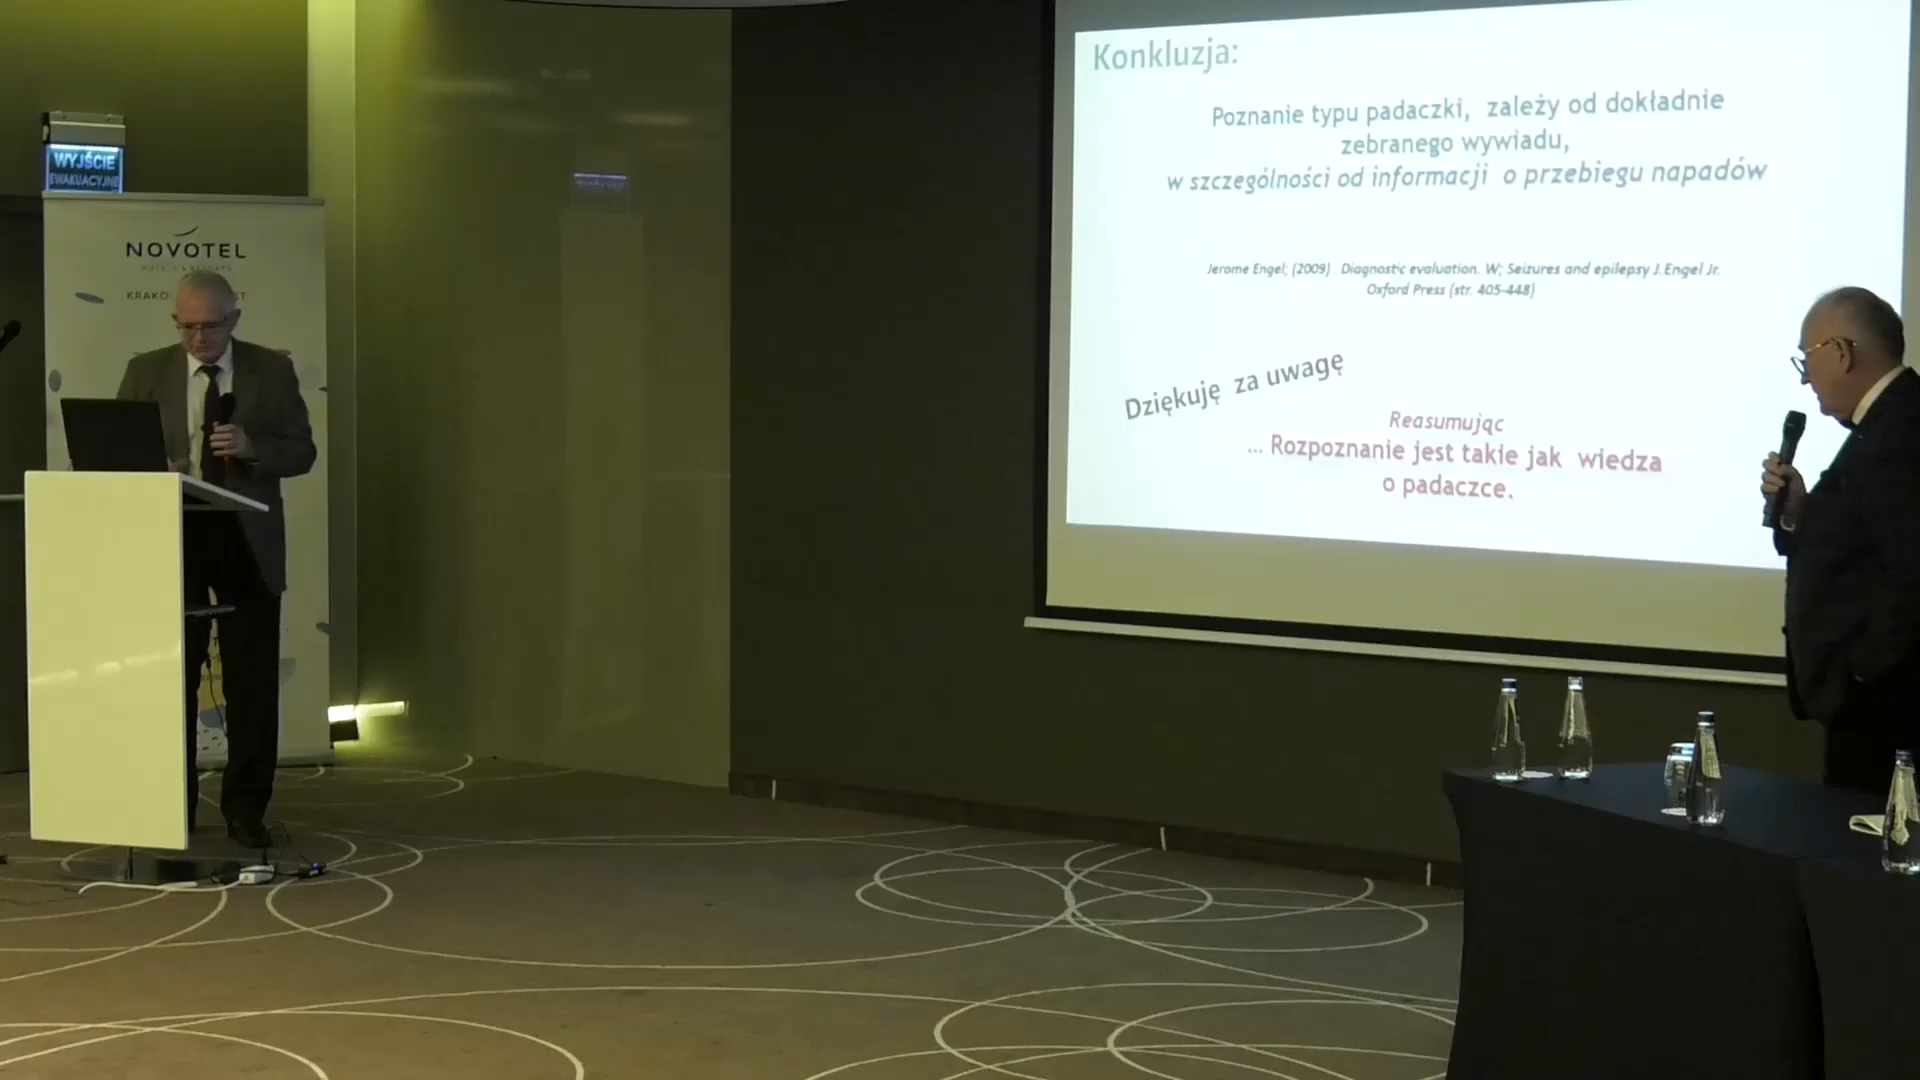 WYJŚCIE
EWAKUACYJNE
NOVOTEL
HOTELS & RESORTS
Konkluzja:
Poznanie typu padaczki, zależy od dokładnie
zebranego wywiadu,
w szczególności od informacji o przebiegu napadów
Jerome Engel; (2009) Diagnostic evaluation. W; Seizures and epilepsy J.Engel Jr.
Oxford Press (str. 405-448)
Dziękuję za uwagę
Reasumując
... Rozpoznanie jest takie jak wiedza
o padaczce.